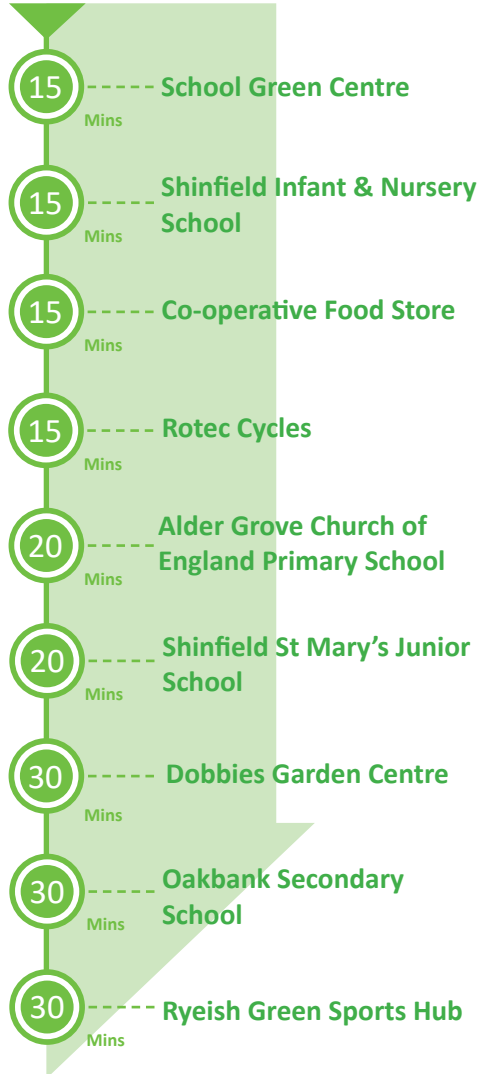 15
School Green Centre
Mins
15
Shinfield Infant & Nursery
School
Mins
15
Co-operative Food Store
Mins
15
Rotec Cycles
Mins
20
Alder Grove Church of
England Primary School
Mins
20
Shinfield St Mary’s Junior
School
Mins
30
Dobbies Garden Centre
Mins
30
Oakbank Secondary
School
Mins
30
Ryeish Green Sports Hub
Mins